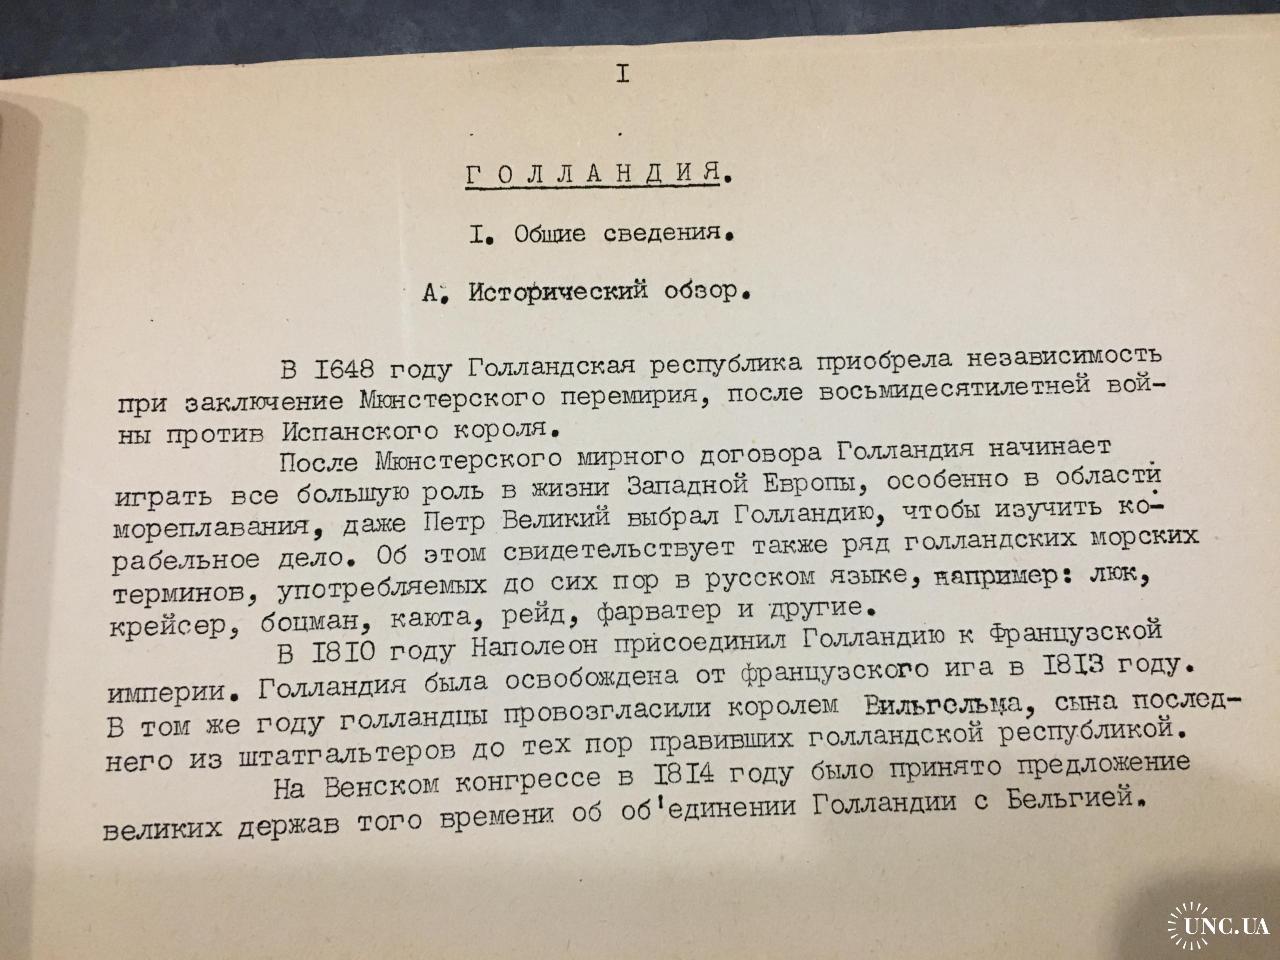 I
ГОЛЛАНДИЯ.
I. Общие сведения.
А. Исторический обзор.
В 1648 году Голландская республика приобрела независимость
при заключение Мюнстерского перемирия, после восьмидесятилетней вой-
ны против Испанского короля.
После Мюнстерского мирного договора Голландия начинает
играть все большую роль в жизни Западной Европы, особенно в области
мореплавания, даже Петр Великий выбрал Голландию, чтобы изучить ко-
рабельное дело. Об этом свидетельствует также ряд голландских морских
терминов, употребляемых до сих пор в русском языке, например: люк,
крейсер, боцман, каюта, рейд, фарватер и другие.
В 1810 году Наполеон присоединил Голландию к Французской
империи. Голландия была освобождена от французского ига в 1813 году.
В том же году голландцы провозгласили королем Вильгельма, сына послед-
него из штатгальтеров до тех пор правивших голландской республикой.
На Венском конгрессе в 1814 году было принято предложение
великих держав того времени об об'единении Голландии с Бельгией.
UNC.UA